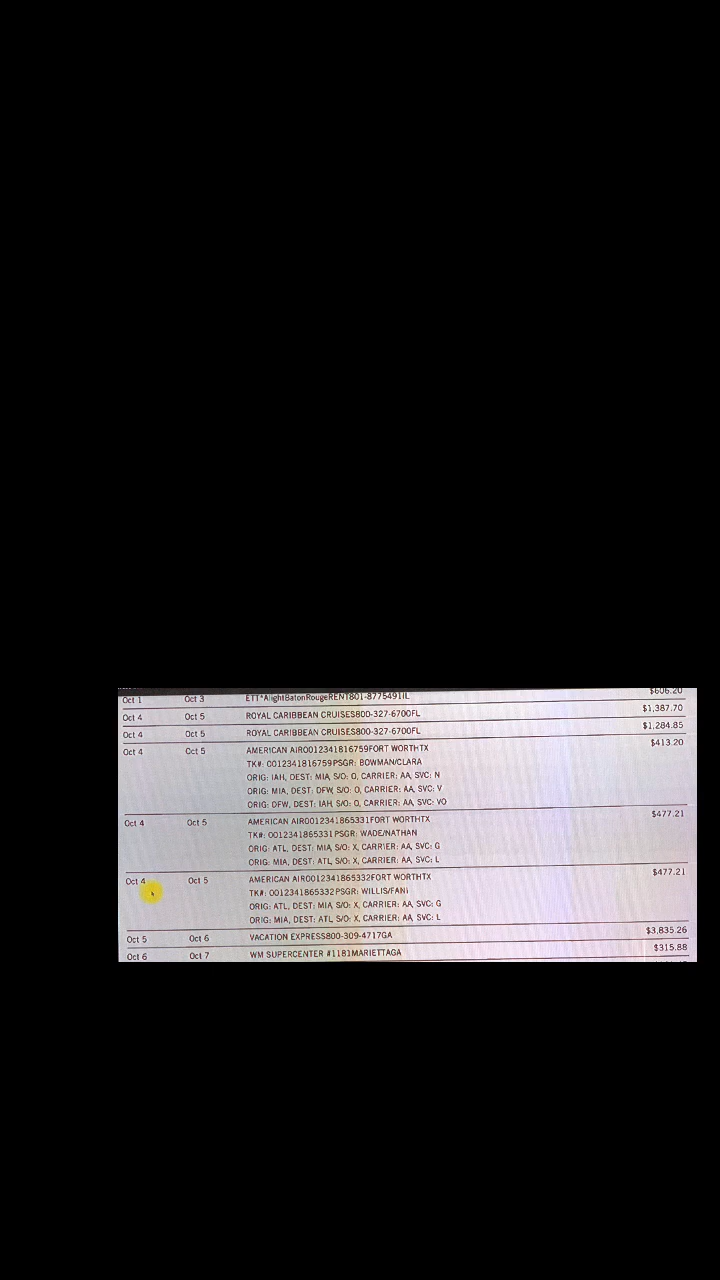 Oct 1 Oct 3 ETT*AlightBatonRougeRENT801-8775491IL $606.20
Oct 4 Oct 5 ROYAL CARIBBEAN CRUISES800-327-6700FL $1,387.70
Oct 4 Oct 5 ROYAL CARIBBEAN CRUISES800-327-6700FL $1,284.85
Oct 4 Oct 5 AMERICAN AIR0012341816759FORT WORTHTX $413.20
TK#: 0012341816759PSGR: BOWMAN/CLARA
ORIG: IAH, DEST: MIA, S/O: O, CARRIER: AA, SVC: N
ORIG: MIA, DEST: DFW, S/O: O, CARRIER: AA, SVC: V
ORIG: DFW, DEST: IAH, S/O: O, CARRIER: AA, SVC: VO
Oct 4 Oct 5 AMERICAN AIR0012341865331FORT WORTHTX $477.21
TK#: 0012341865331PSGR: WADE/NATHAN
ORIG: ATL, DEST: MIA, S/O: X, CARRIER: AA, SVC: G
ORIG: MIA, DEST: ATL, S/O: X, CARRIER: AA, SVC: L
Oct 4 Oct 5 AMERICAN AIR0012341865332FORT WORTHTX $477.21
TK#: 0012341865332PSGR: WILLIS/FANI
ORIG: ATL, DEST: MIA, S/O: X, CARRIER: AA, SVC: G
ORIG: MIA, DEST: ATL, S/O: X, CARRIER: AA, SVC: L
Oct 5 Oct 6 VACATION EXPRESS800-309-4717GA $3,835.26
Oct 6 Oct 7 WM SUPERCENTER #1181MARIETTAGA $315.88